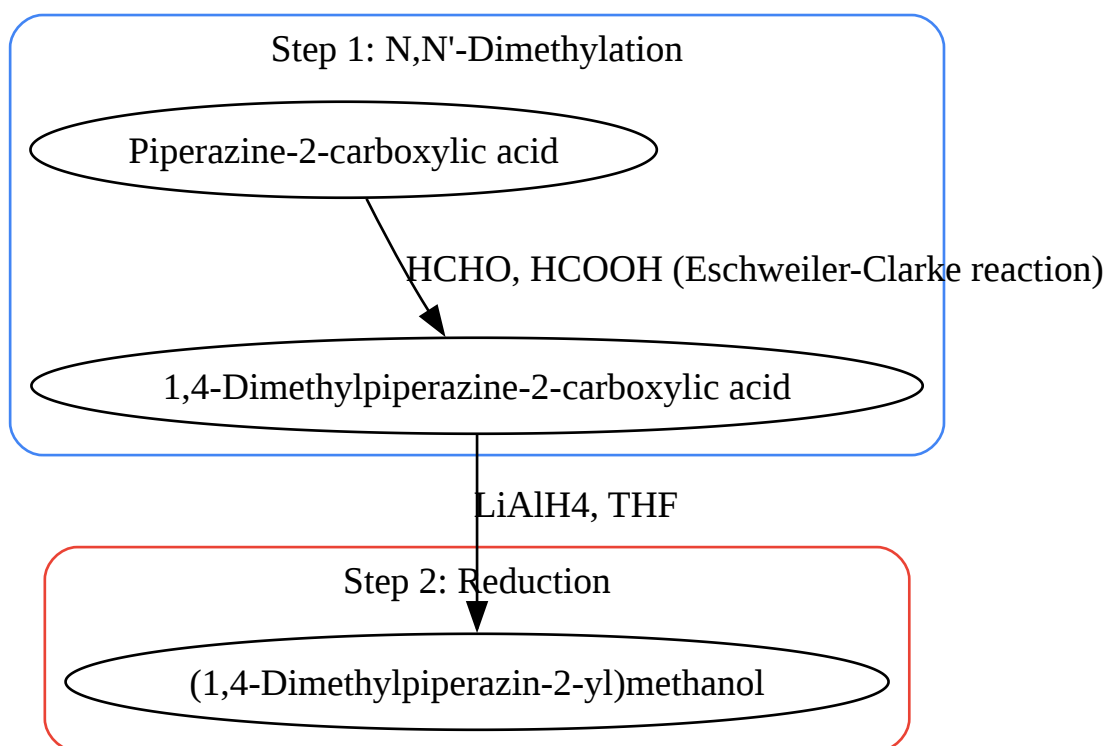 Step 1: N,N'-Dimethylation
Piperazine-2-carboxylic acid
HCHO, HCOOH (Eschweiler-Clarke reaction)
1,4-Dimethylpiperazine-2-carboxylic acid
LiAlH4, THF
Step 2: Reduction
(1,4-Dimethylpiperazin-2-yl)methanol